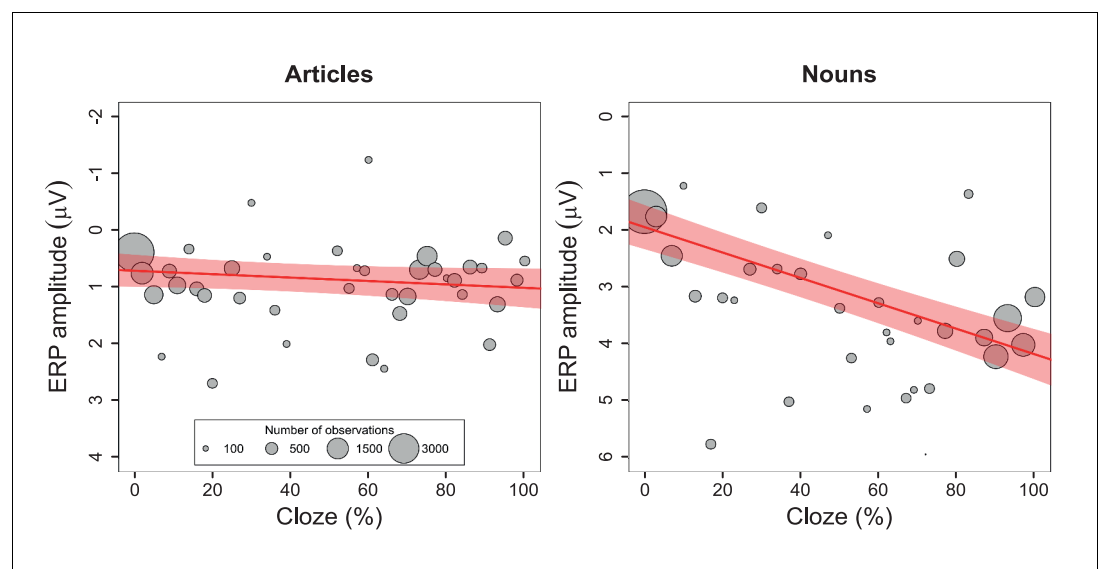 Articles
Nouns
ERP amplitude (μV)
-2
-1
0
1
2
3
4
Number of observations
100 500 1500 3000
0 20 40 60 80 100
Cloze (%)
ERP amplitude (μV)
0
1
2
3
4
5
6
0 20 40 60 80 100
Cloze (%)